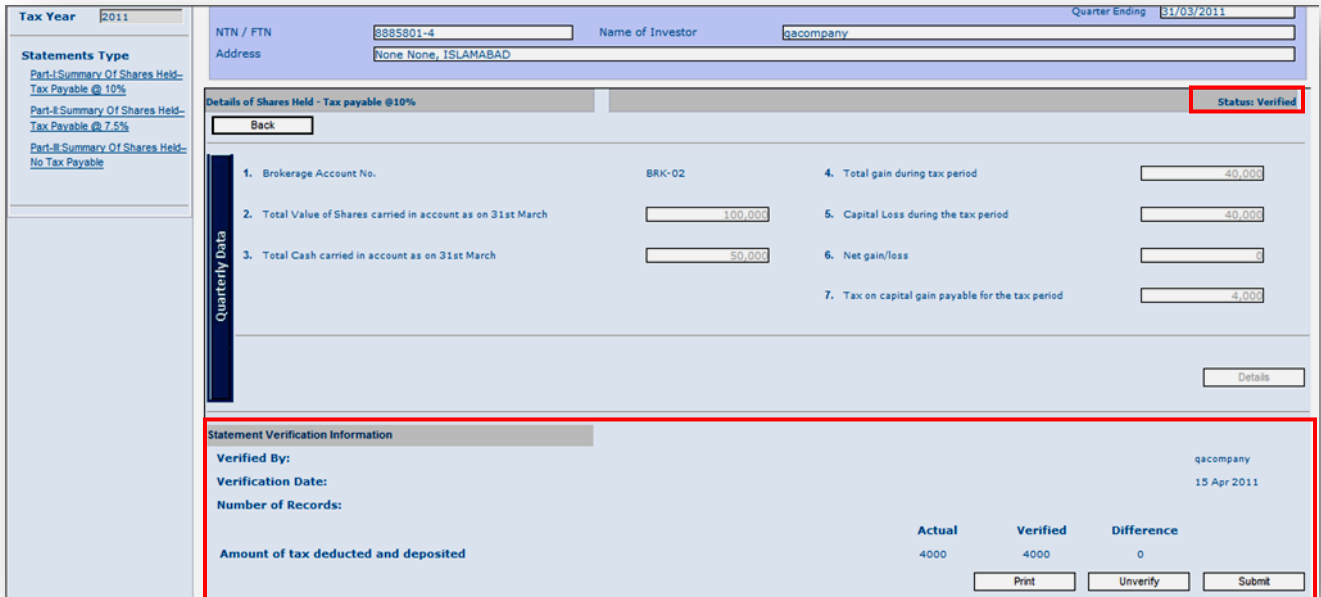 Tax Year 2011
Statements Type
Part-I:Summary Of Shares Held--
Tax Payable @ 10%
Part-II:Summary Of Shares Held--
Tax Payable @ 7.5%
Part-III:Summary Of Shares Held--
No Tax Payable
Quarter Ending 31/03/2011
NTN / FTN 8885801-4 Name of Investor qacompany
Address None None, ISLAMABAD
Details of Shares Held - Tax payable @10% Status: Verified
Back
Quarterly Data
1. Brokerage Account No. BRK-02 4. Total gain during tax period 40,000
2. Total Value of Shares carried in account as on 31st March 100,000 5. Capital Loss during the tax period 40,000
3. Total Cash carried in account as on 31st March 50,000 6. Net gain/loss 0
7. Tax on capital gain payable for the tax period 4,000
Details
Statement Verification Information
Verified By: qacompany
Verification Date: 15 Apr 2011
Number of Records:
Actual Verified Difference
Amount of tax deducted and deposited 4000 4000 0
Print Unverify Submit